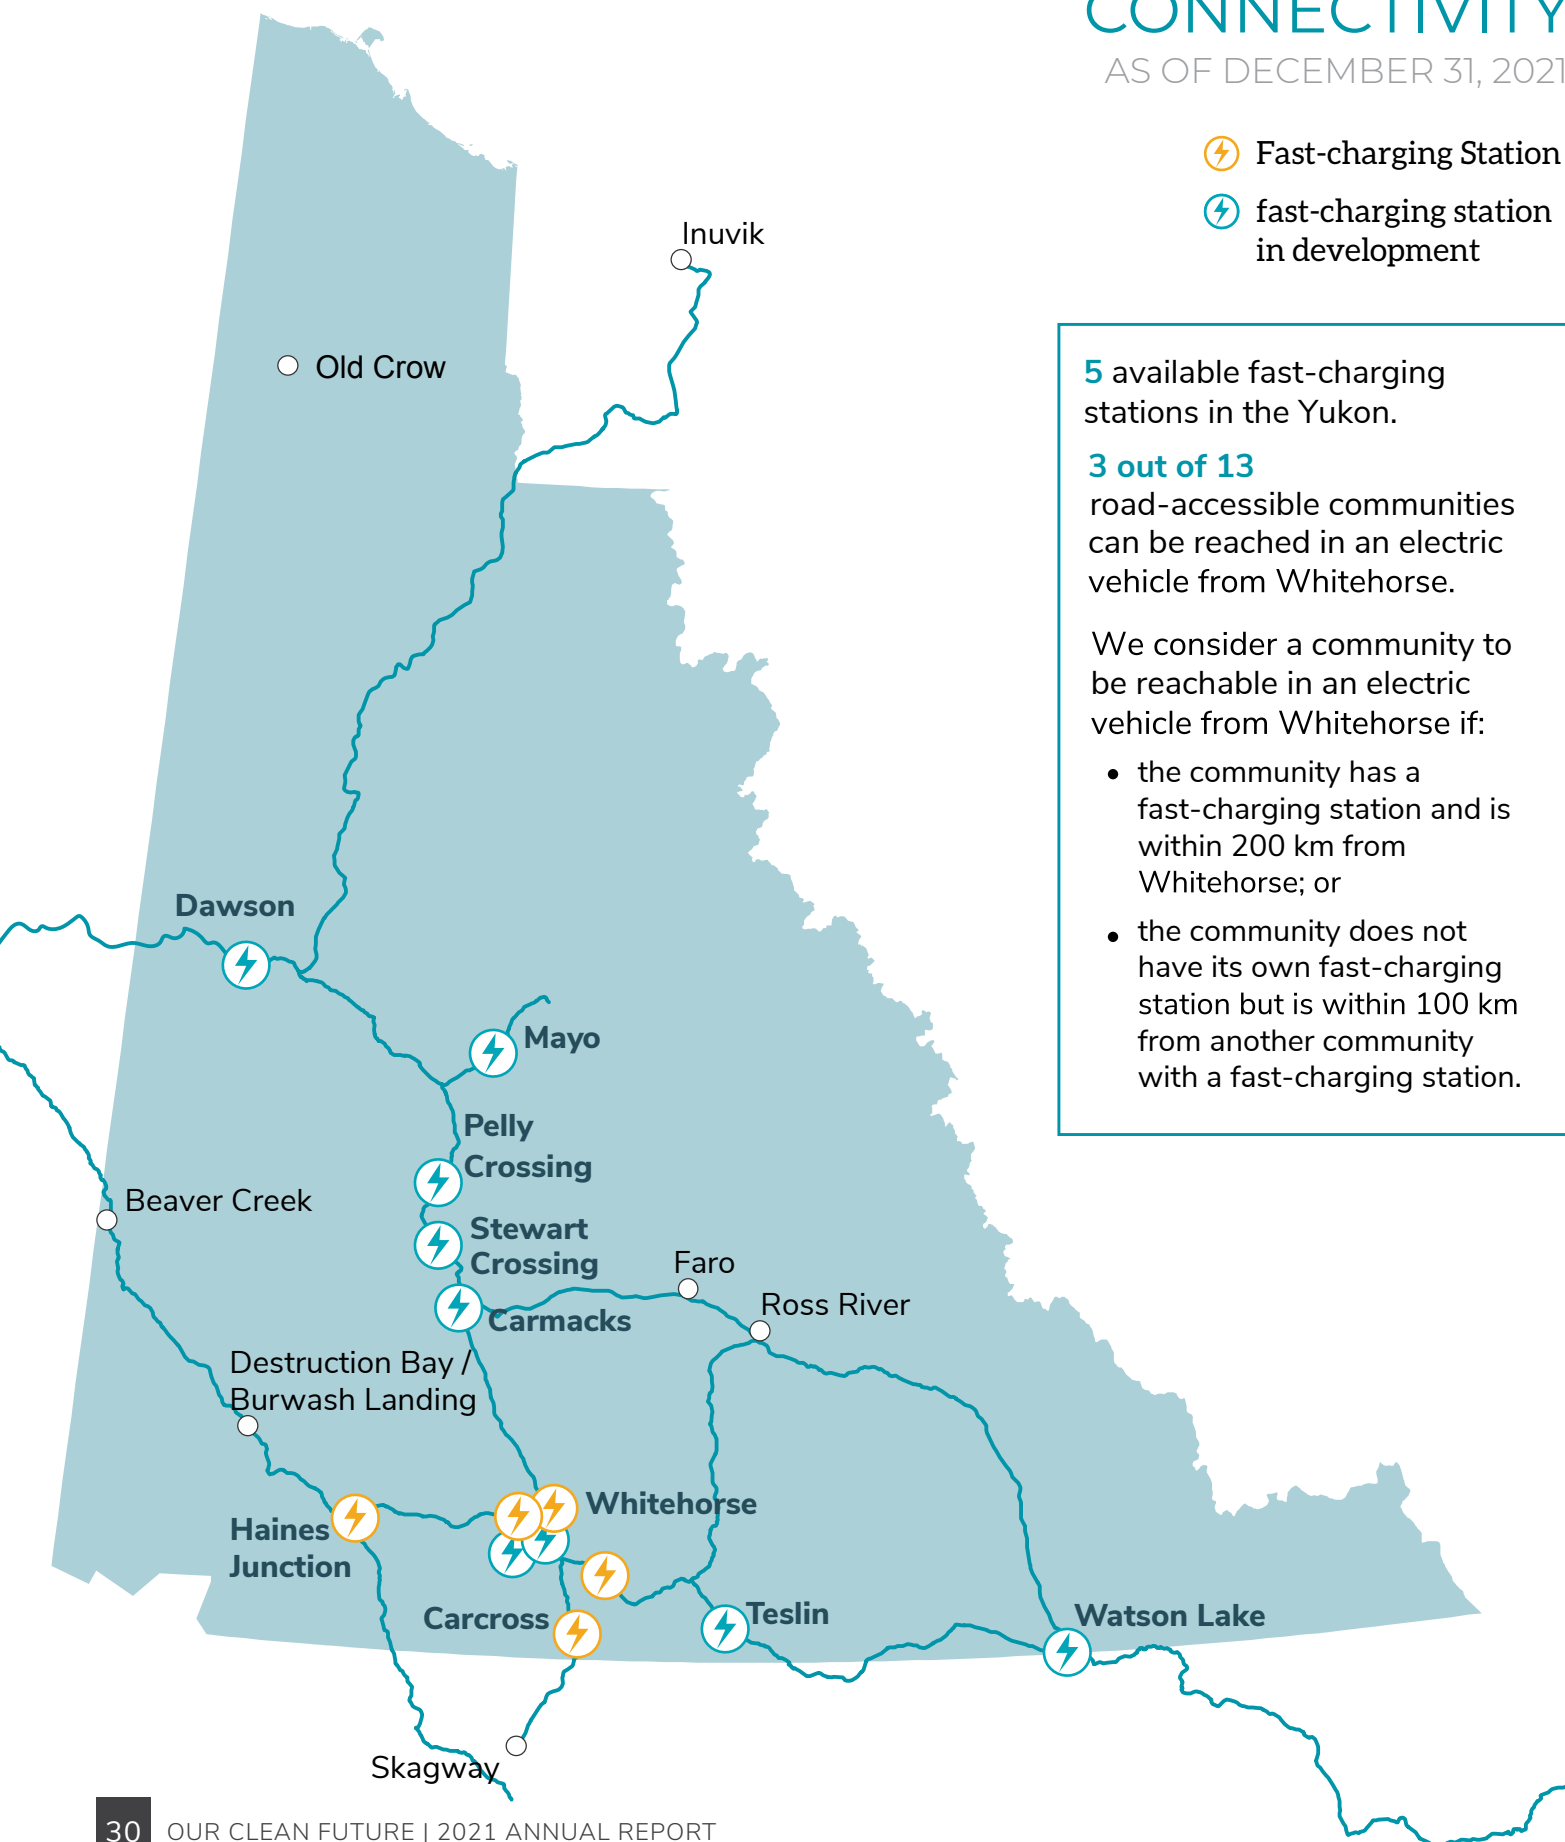 CONNECTIVITY
AS OF DECEMBER 31, 2021
Fast-charging Station
fast-charging station
in development
5 available fast-charging
stations in the Yukon.
3 out of 13
road-accessible communities
can be reached in an electric
vehicle from Whitehorse.
We consider a community to
be reachable in an electric
vehicle from Whitehorse if:
• the community has a
fast-charging station and is
within 200 km from
Whitehorse; or
• the community does not
have its own fast-charging
station but is within 100 km
from another community
with a fast-charging station.
Inuvik
Old Crow
Dawson
Mayo
Pelly
Crossing
Beaver Creek
Stewart
Crossing
Faro
Ross River
Carmacks
Destruction Bay /
Burwash Landing
Whitehorse
Haines
Junction
Carcross
Teslin
Watson Lake
Skagway
30 OUR CLEAN FUTURE | 2021 ANNUAL REPORT